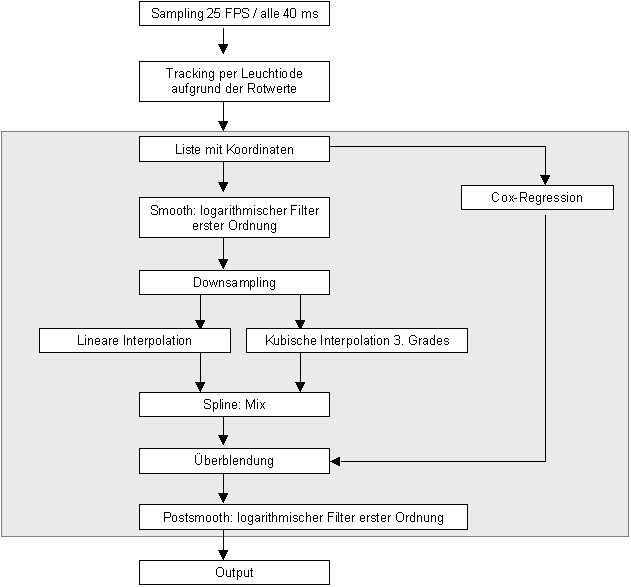 Sampling 25 FPS / alle 40 ms
Tracking per Leuchtiode
aufgrund der Rotwerte
Liste mit Koordinaten
Cox-Regression
Smooth: logarithmischer Filter
erster Ordnung
Downsampling
Lineare Interpolation
Kubische Interpolation 3. Grades
Spline: Mix
Überblendung
Postsmooth: logarithmischer Filter erster Ordnung
Output